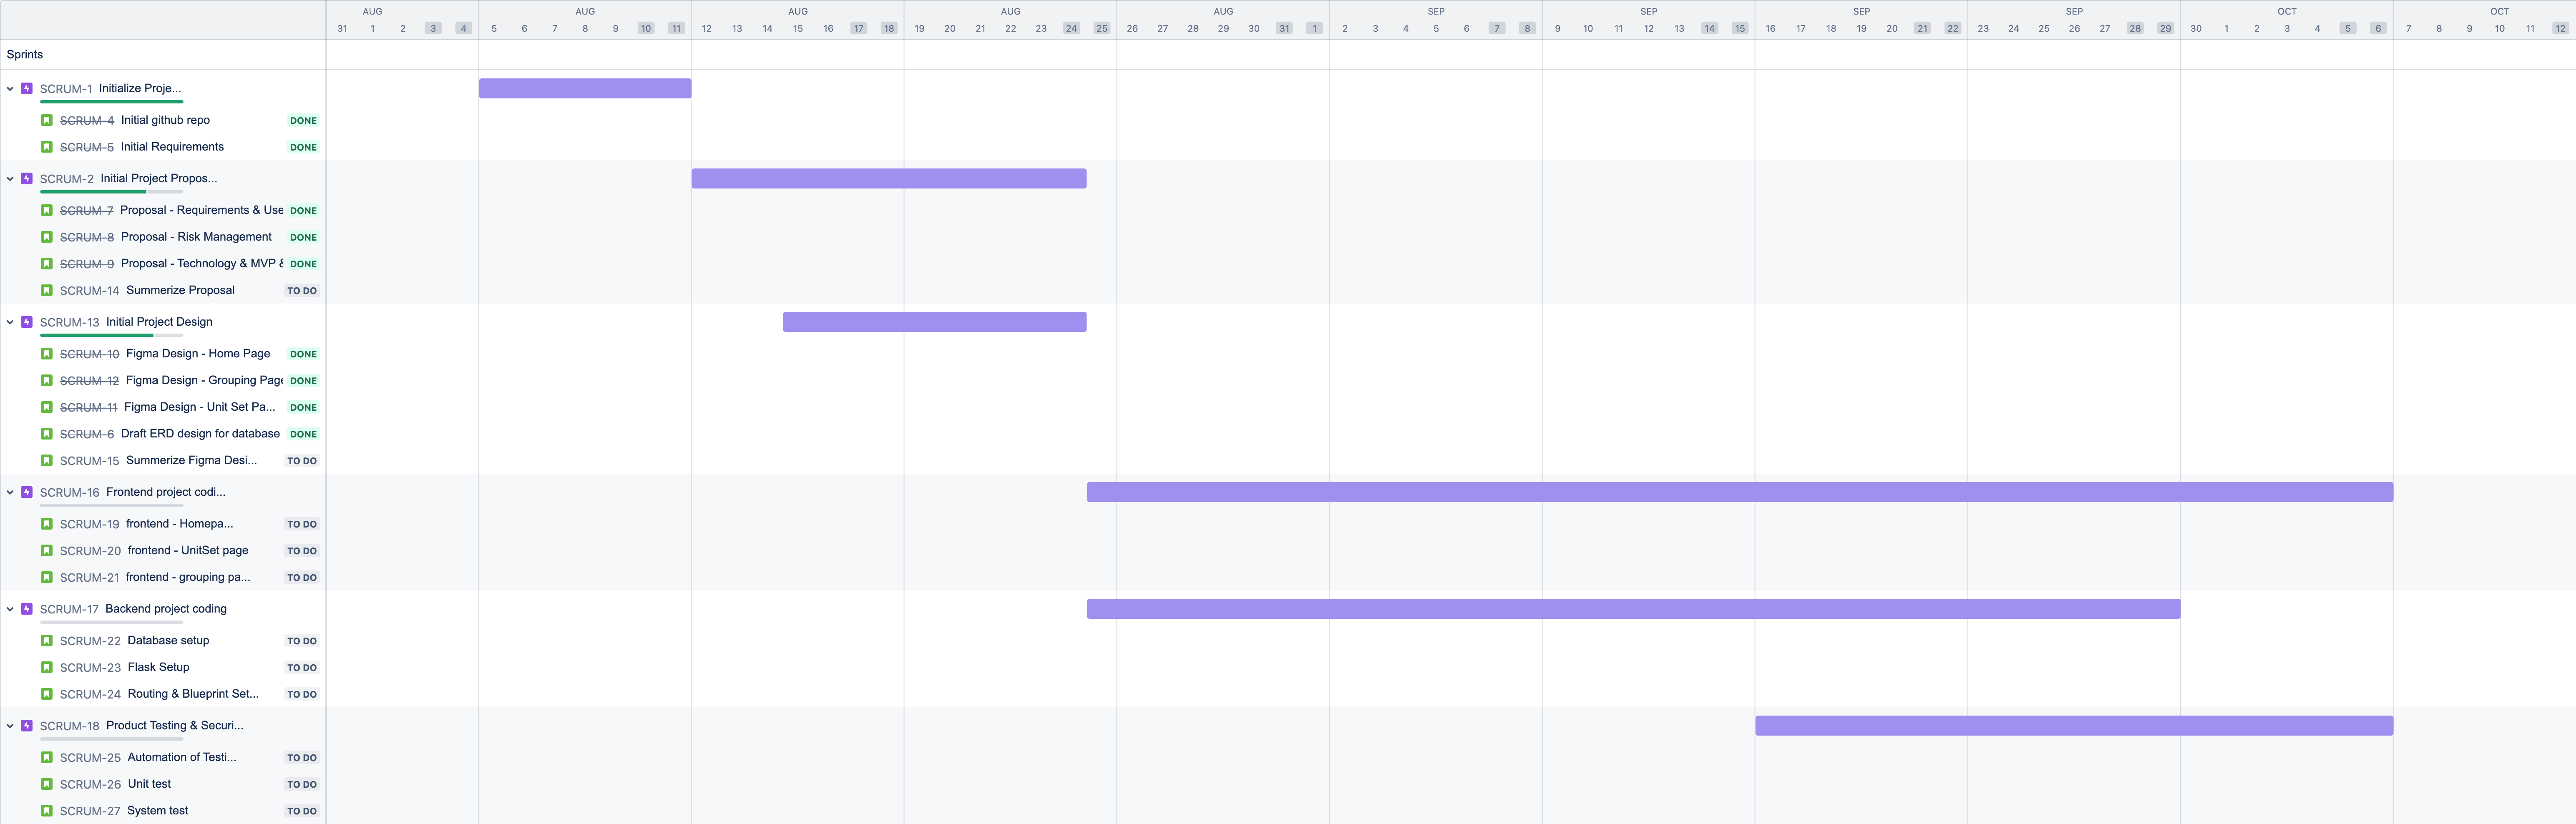 AUG AUG AUG AUG AUG SEP SEP SEP SEP OCT OCT
31 1 2 3 4 5 6 7 8 9 10 11 12 13 14 15 16 17 18 19 20 21 22 23 24 25 26 27 28 29 30 31 1 2 3 4 5 6 7 8 9 10 11 12 13 14 15 16 17 18 19 20 21 22 23 24 25 26 27 28 29 30 1 2 3 4 5 6 7 8 9 10 11 12
Sprints
SCRUM-1 Initialize Proje...
SCRUM-4 Initial github repo DONE
SCRUM-5 Initial Requirements DONE
SCRUM-2 Initial Project Propos...
SCRUM-7 Proposal - Requirements & Use DONE
SCRUM-8 Proposal - Risk Management DONE
SCRUM-9 Proposal - Technology & MVP & DONE
SCRUM-14 Summerize Proposal TO DO
SCRUM-13 Initial Project Design
SCRUM-10 Figma Design - Home Page DONE
SCRUM-12 Figma Design - Grouping Page DONE
SCRUM-11 Figma Design - Unit Set Pa... DONE
SCRUM-6 Draft ERD design for database DONE
SCRUM-15 Summerize Figma Desi... TO DO
SCRUM-16 Frontend project codi...
SCRUM-19 frontend - Homepa... TO DO
SCRUM-20 frontend - UnitSet page TO DO
SCRUM-21 frontend - grouping pa... TO DO
SCRUM-17 Backend project coding
SCRUM-22 Database setup TO DO
SCRUM-23 Flask Setup TO DO
SCRUM-24 Routing & Blueprint Set... TO DO
SCRUM-18 Product Testing & Securi...
SCRUM-25 Automation of Testi... TO DO
SCRUM-26 Unit test TO DO
SCRUM-27 System test TO DO